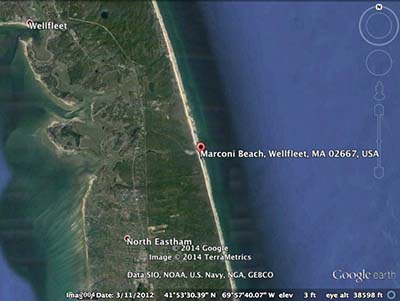 N
Wellfleet
Marconi Beach, Wellfleet, MA 02667, USA
North Eastham
© 2014 Google
Image © 2014 TerraMetrics
Data SIO, NOAA, U.S. Navy, NGA, GEBCO
Google earth
Date: 3/11/2012 41°53'30.39" N 69°57'40.07" W elev 3 ft eye alt 38598 ft